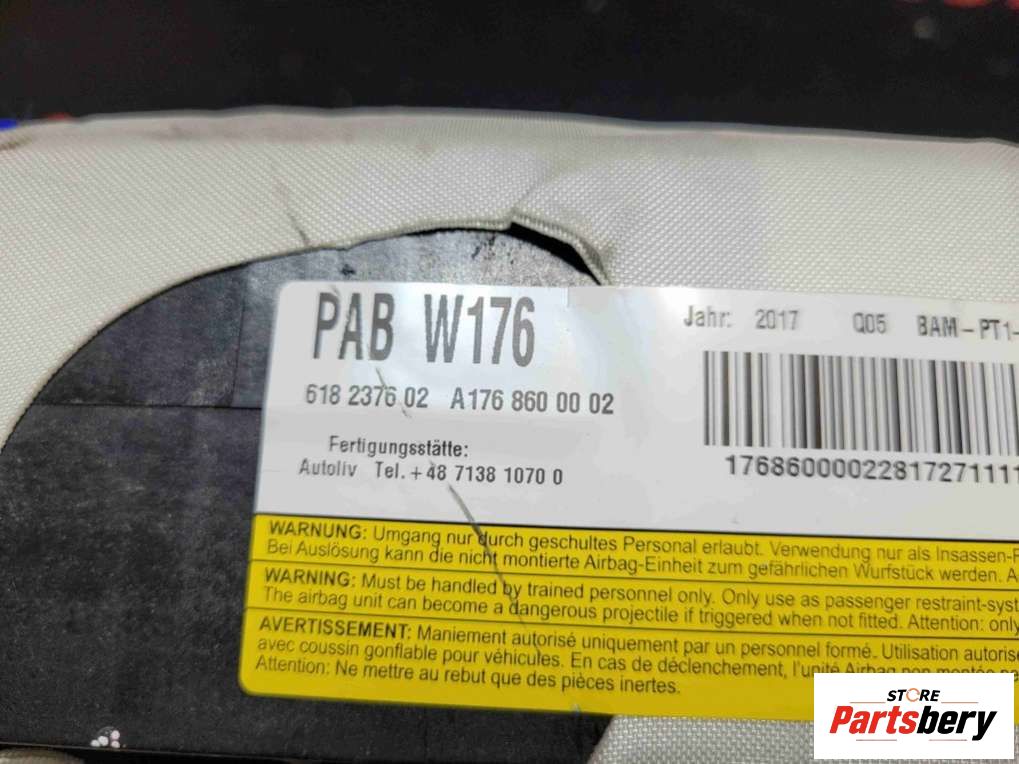 PAB W176
Jahr: 2017 Q05 BAM-PT1-
618 2376 02 A176 860 00 02
Fertigungsstätte:
Autoliv Tel. +48 71381070 0
WARNUNG: Umgang nur durch geschultes Personal erlaubt. Verwendung nur als Insassen-
Bei Auslösung kann die nicht montierte Airbag-Einheit zum gefährlichen Wurfstück werden.
WARNING: Must be handled by trained personnel only. Only use as passenger restraint-syst
The airbag unit can become a dangerous projectile if triggered when not fitted. Attention: only
AVERTISSEMENT: Maniement autorisé uniquement par un personnel formé. Utilisation autoris
avec coussin gonflable pour véhicules. En cas de déclenchement, l'unité Airbag non montée
Attention: Ne mettre au rebut que des pièces inertes.
STORE
Partsbery